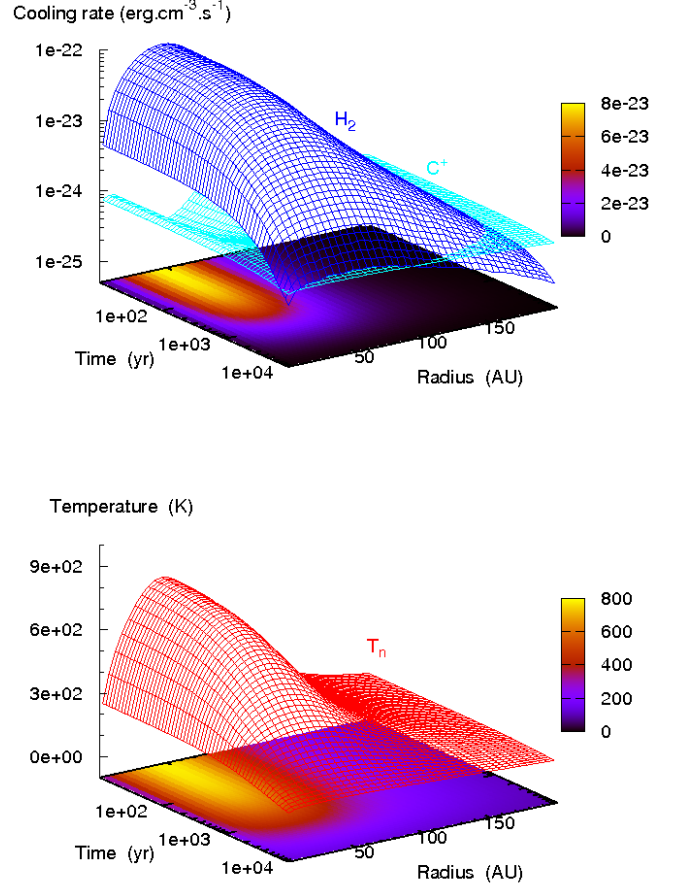 Cooling rate (erg.cm⁻³.s⁻¹)
1e-22
1e-23
1e-24
1e-25
H₂
C⁺
8e-23
6e-23
4e-23
2e-23
0
1e+02
1e+03
1e+04
Time (yr)
50
100
150
Radius (AU)
Temperature (K)
9e+02
6e+02
3e+02
0e+00
Tₙ
800
600
400
200
0
1e+02
1e+03
1e+04
Time (yr)
50
100
150
Radius (AU)